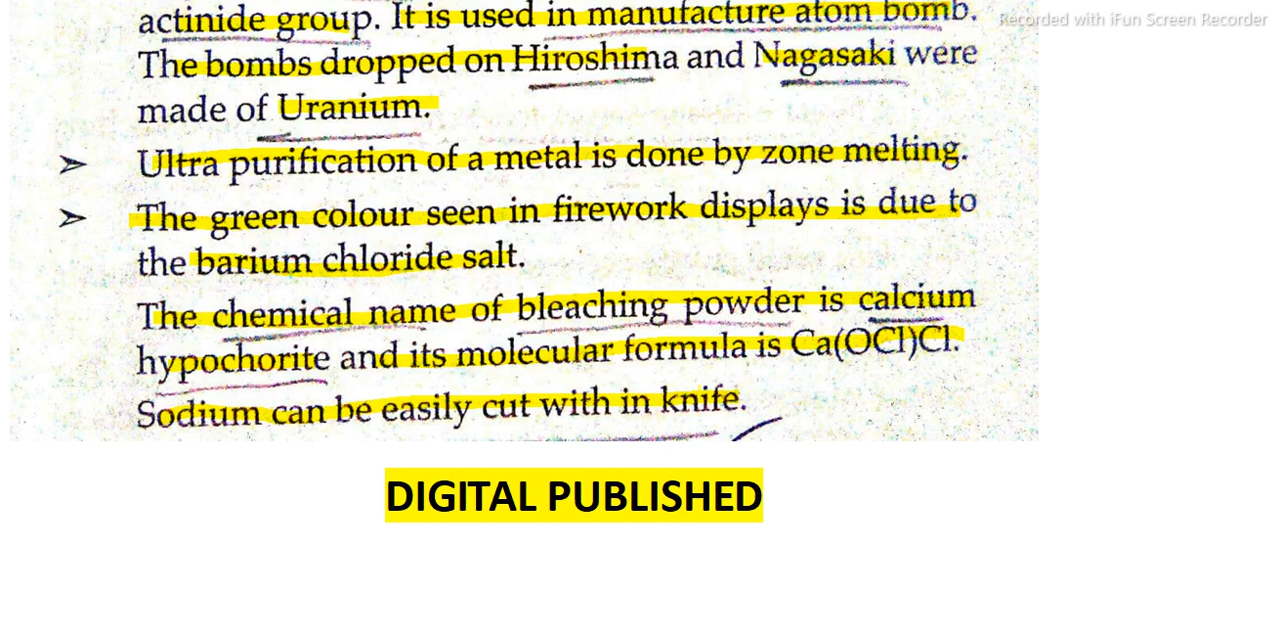 actinide group. It is used in manufacture atom bomb.
Recorded with iFun Screen Recorder
The bombs dropped on Hiroshima and Nagasaki were
made of Uranium.
➢ Ultra purification of a metal is done by zone melting.
➢ The green colour seen in firework displays is due to
the barium chloride salt.
The chemical name of bleaching powder is calcium
hypochorite and its molecular formula is Ca(OCl)Cl.
Sodium can be easily cut with in knife.
DIGITAL PUBLISHED